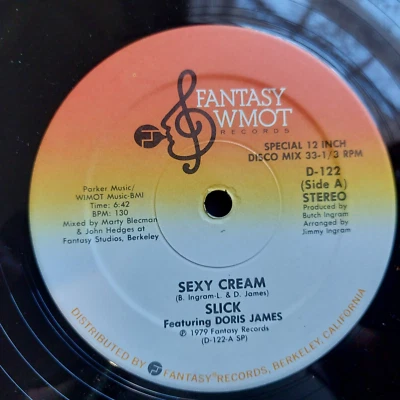 FANTASY
WMOT
RECORDS
SPECIAL 12 INCH
DISCO MIX 33-1/3 RPM
D-122
(Side A)
STEREO
Produced by
Butch Ingram
Arranged by
Jimmy Ingram
Parker Music/
WIMOT Music-BMI
Time: 6:42
BPM: 130
Mixed by Marty Blecman
& John Hedges at
Fantasy Studios, Berkeley
SEXY CREAM
(B. Ingram-L. & D. James)
SLICK
Featuring DORIS JAMES
℗ 1979 Fantasy Records
(D-122-A SP)
DISTRIBUTED BY FANTASY® RECORDS, BERKELEY, CALIFORNIA